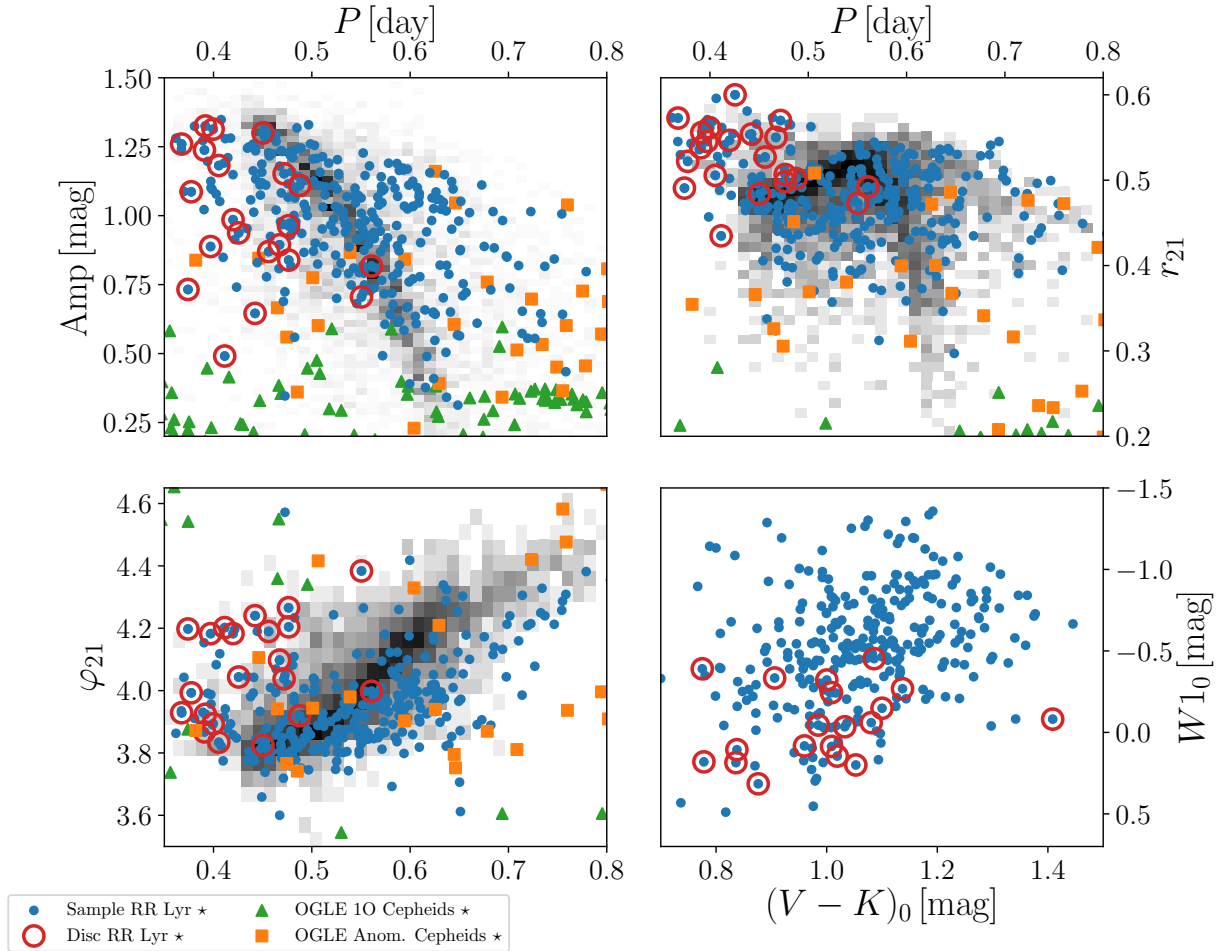 P [day]
P [day]
0.4 0.5 0.6 0.7 0.8
0.4 0.5 0.6 0.7 0.8
Amp [mag]
1.50
1.25
1.00
0.75
0.50
0.25
0.6
0.5
0.4
0.3
0.2
r₂₁
φ₂₁
4.6
4.4
4.2
4.0
3.8
3.6
−1.5
−1.0
−0.5
0.0
0.5
W1₀ [mag]
0.4 0.5 0.6 0.7 0.8
0.8 1.0 1.2 1.4
(V − K)₀ [mag]
Sample RR Lyr ⋆
Disc RR Lyr ⋆
OGLE 1O Cepheids ⋆
OGLE Anom. Cepheids ⋆